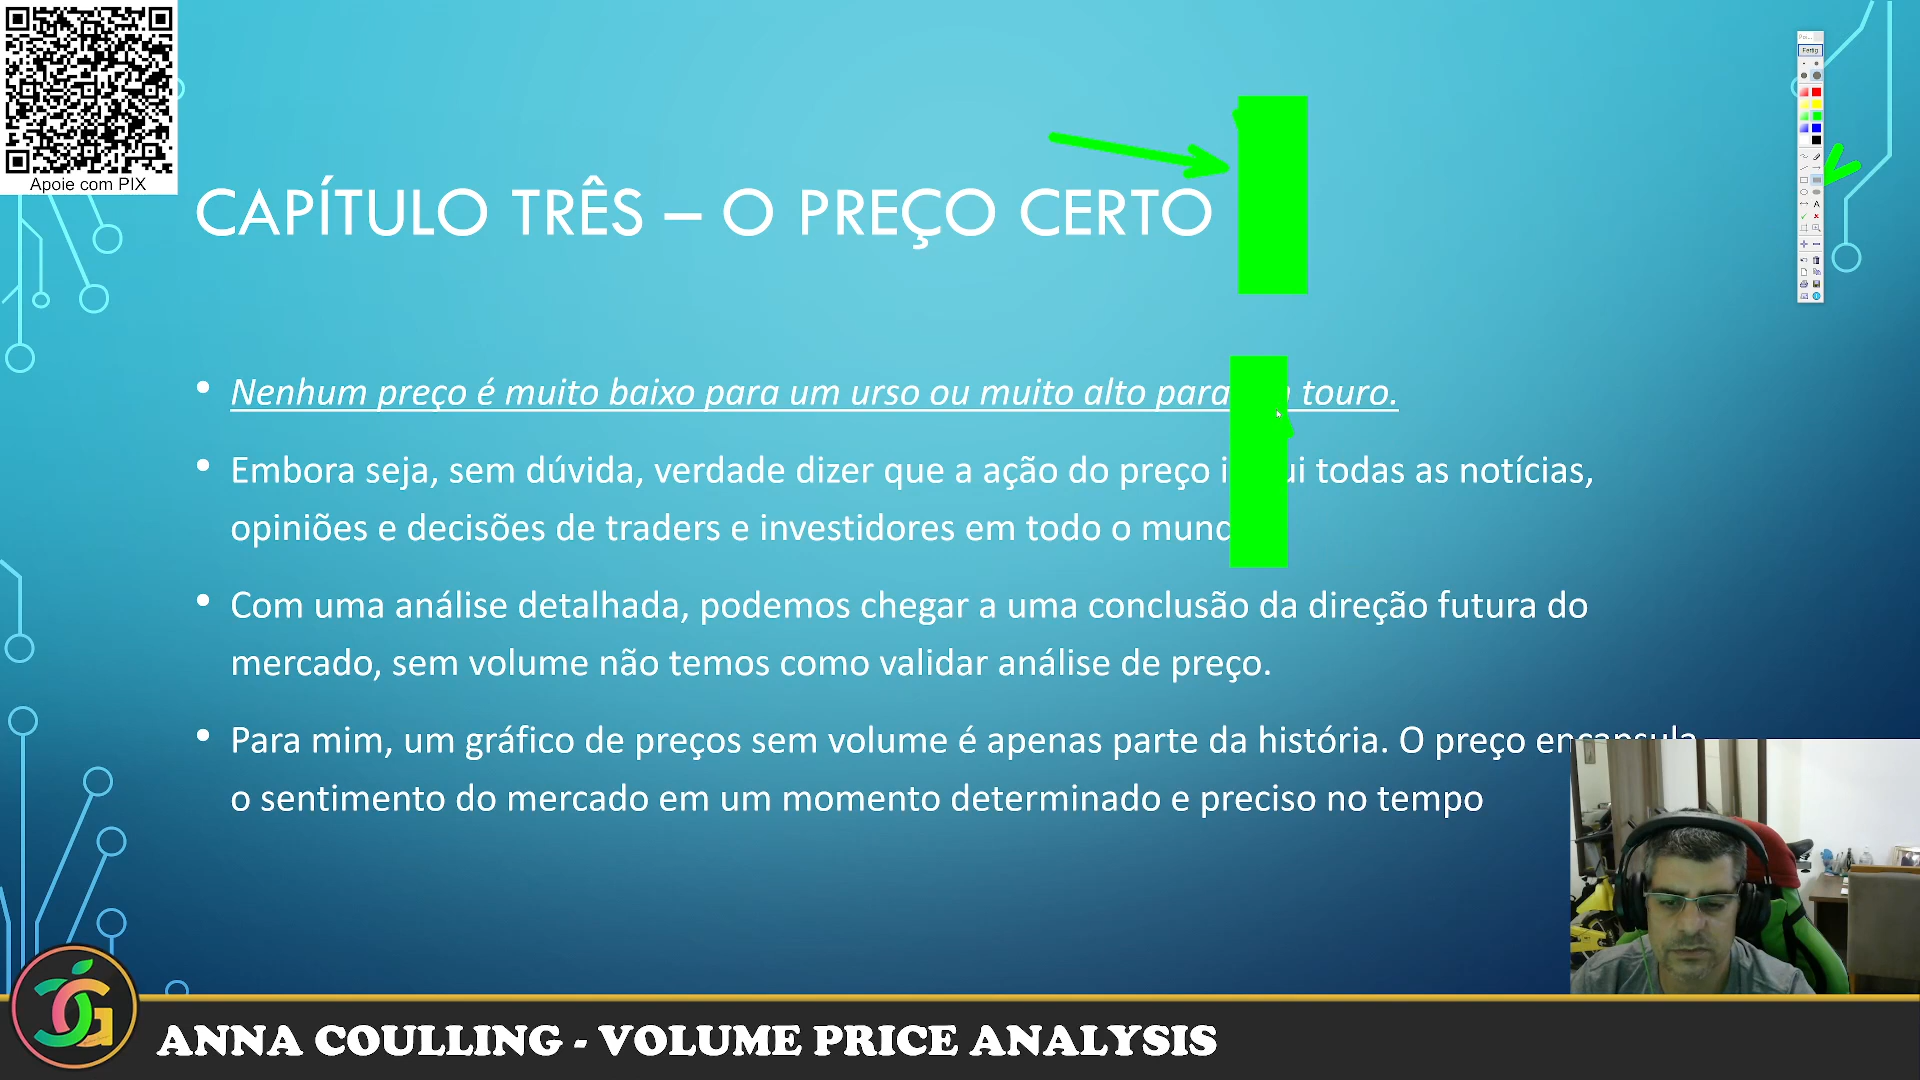 Apoie com PIX
CAPÍTULO TRÊS – O PREÇO CERTO
Nenhum preço é muito baixo para um urso ou muito alto para touro.
Embora seja, sem dúvida, verdade dizer que a ação do preço todas as notícias,
opiniões e decisões de traders e investidores em todo o
Com uma análise detalhada, podemos chegar a uma conclusão da direção futura do
mercado, sem volume não temos como validar análise de preço.
Para mim, um gráfico de preços sem volume é apenas parte da história. O preço encapsula
o sentimento do mercado em um momento determinado e preciso no tempo
Fertig
ANNA COULLING - VOLUME PRICE ANALYSIS